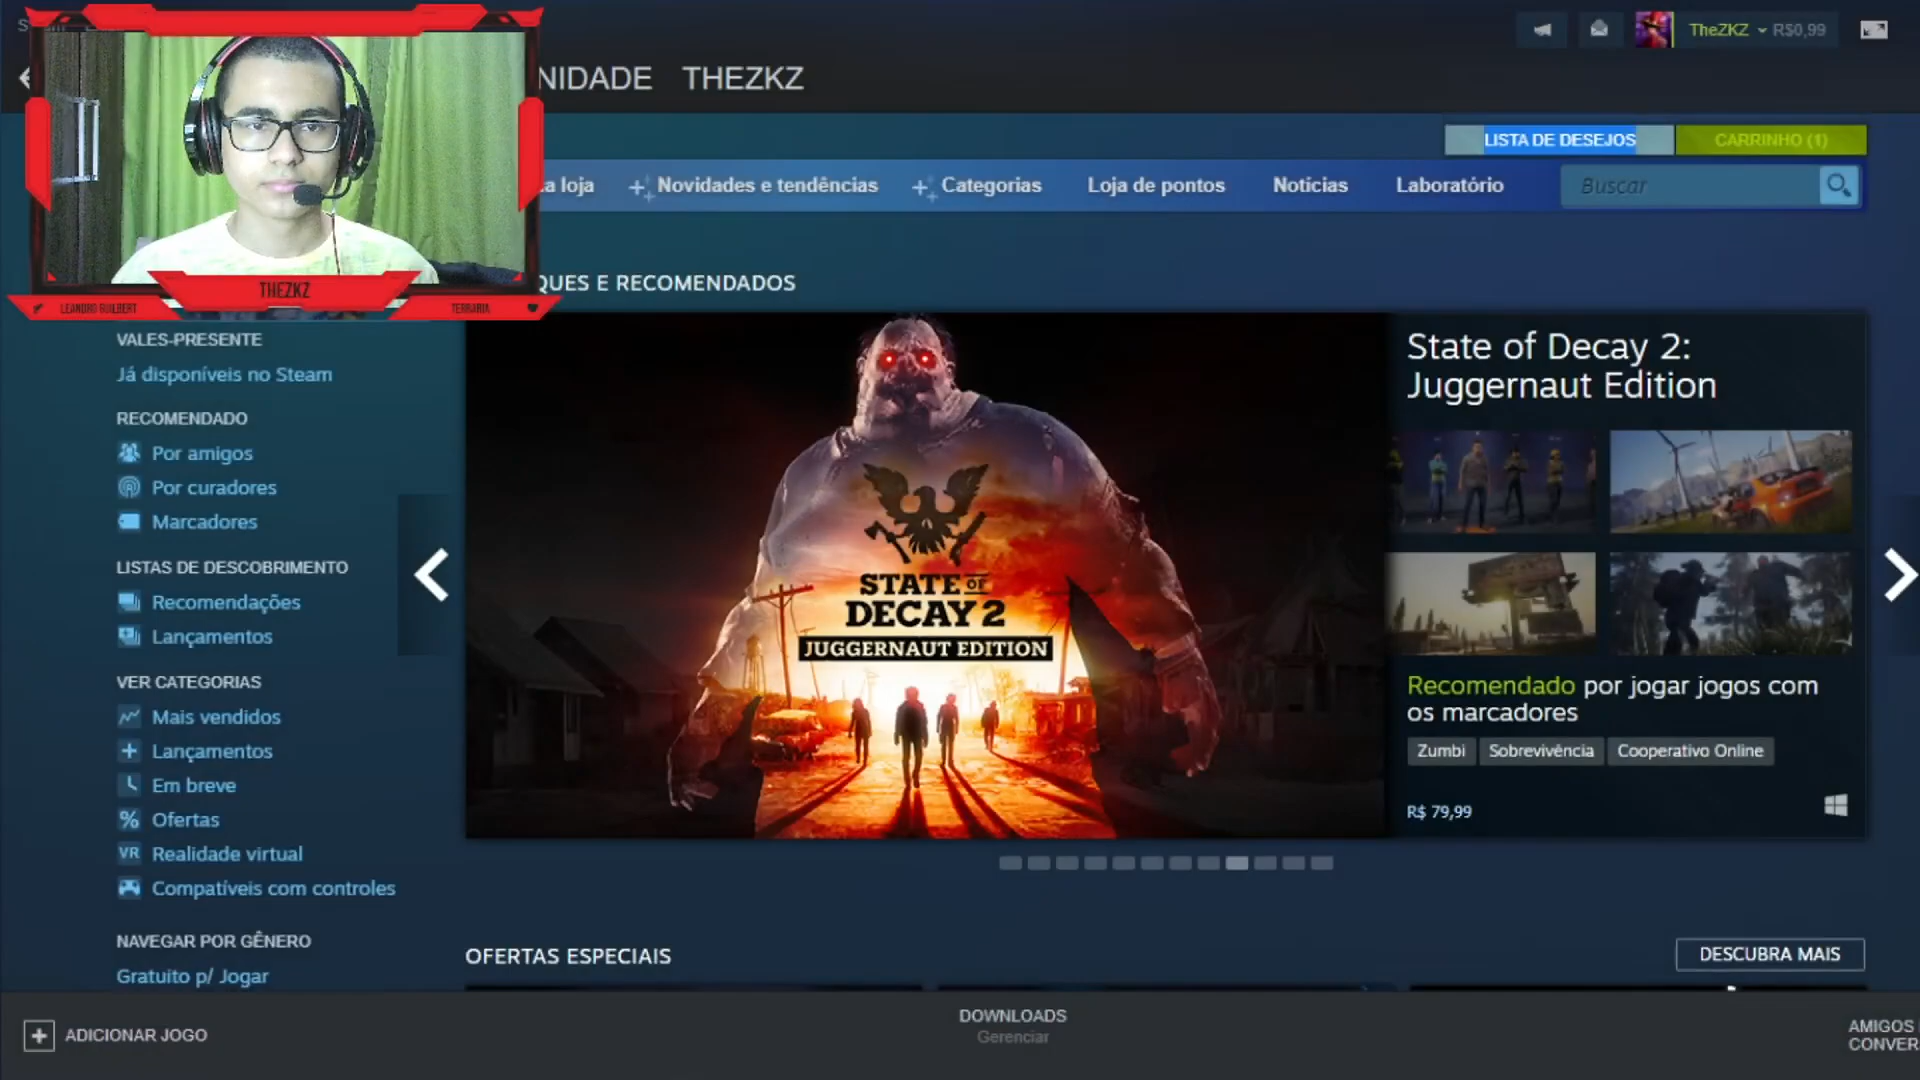 TheZKZ
R$0,99
NIDADE
THEZKZ
LISTA DE DESEJOS
CARRINHO (1)
a loja
Novidades e tendências
Categorias
Loja de pontos
Notícias
Laboratório
Buscar
THEZKZ
LEANDRO GUILBERT
TERRARIA
QUES E RECOMENDADOS
VALES-PRESENTE
Já disponíveis no Steam
RECOMENDADO
Por amigos
Por curadores
Marcadores
LISTAS DE DESCOBRIMENTO
Recomendações
Lançamentos
VER CATEGORIAS
Mais vendidos
Lançamentos
Em breve
Ofertas
VR
Realidade virtual
Compatíveis com controles
NAVEGAR POR GÊNERO
Gratuito p/ Jogar
STATE OF
DECAY 2
JUGGERNAUT EDITION
State of Decay 2:
Juggernaut Edition
Recomendado por jogar jogos com
os marcadores
Zumbi
Sobrevivência
Cooperativo Online
R$ 79,99
OFERTAS ESPECIAIS
DESCUBRA MAIS
ADICIONAR JOGO
DOWNLOADS
Gerenciar
AMIGOS
CONVER